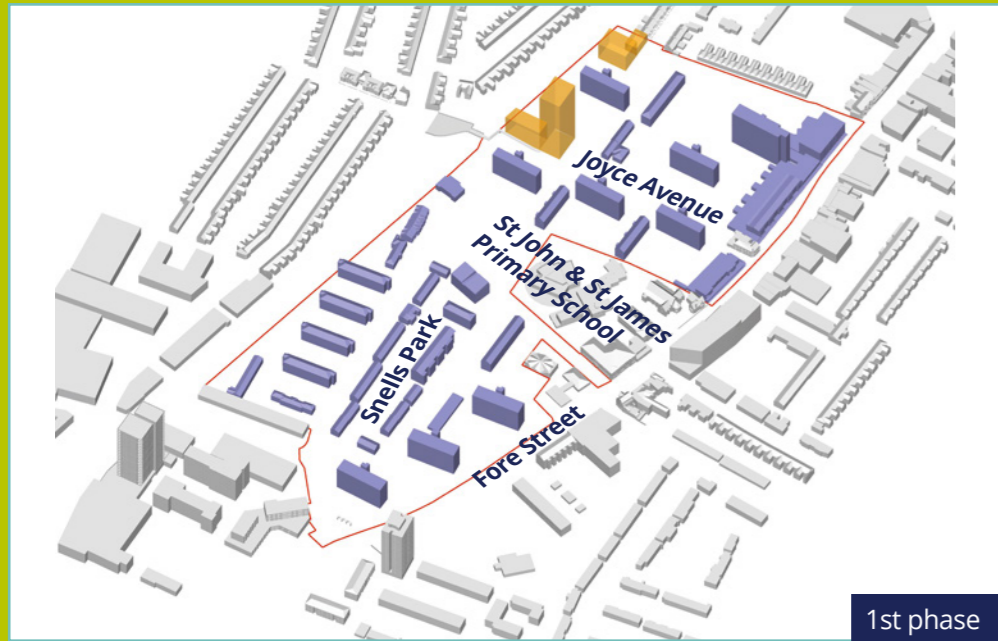 Joyce Avenue
St John & St James
Primary School
Snells Park
Fore Street
1st phase